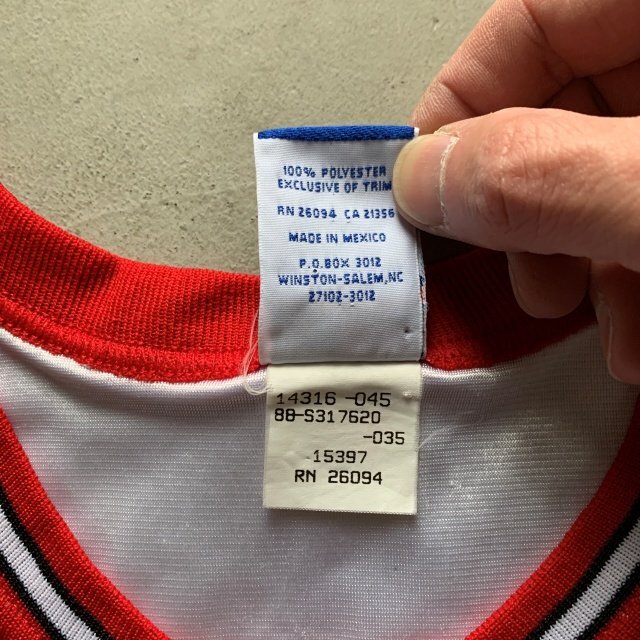 100% POLYESTER
EXCLUSIVE OF TRIM
RN 26094 CA 21356
MADE IN MEXICO
P.O.BOX 3012
WINSTON-SALEM,NC
27102-3012
14316 -045
88-S317620
-035
15397
RN 26094